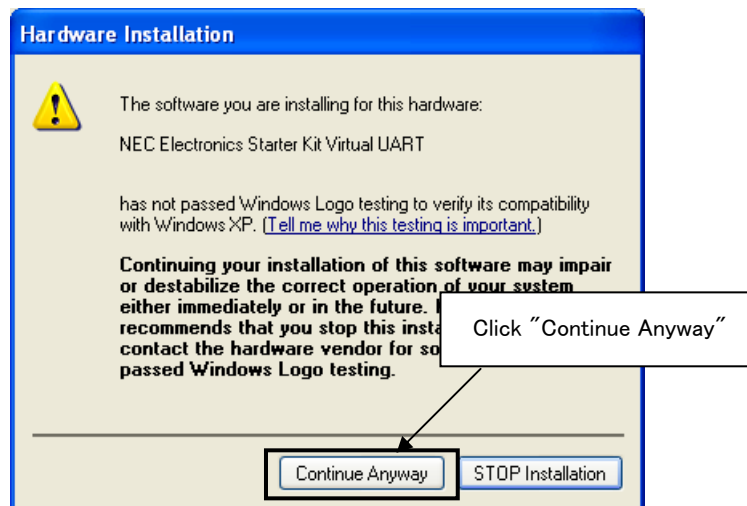 Hardware Installation
The software you are installing for this hardware:
NEC Electronics Starter Kit Virtual UART
has not passed Windows Logo testing to verify its compatibility
with Windows XP. (Tell me why this testing is important.)
Continuing your installation of this software may impair
or destabilize the correct operation of your system
either immediately or in the future.
recommends that you stop this
contact the hardware vendor for
passed Windows Logo testing.
Click "Continue Anyway"
Continue Anyway
STOP Installation